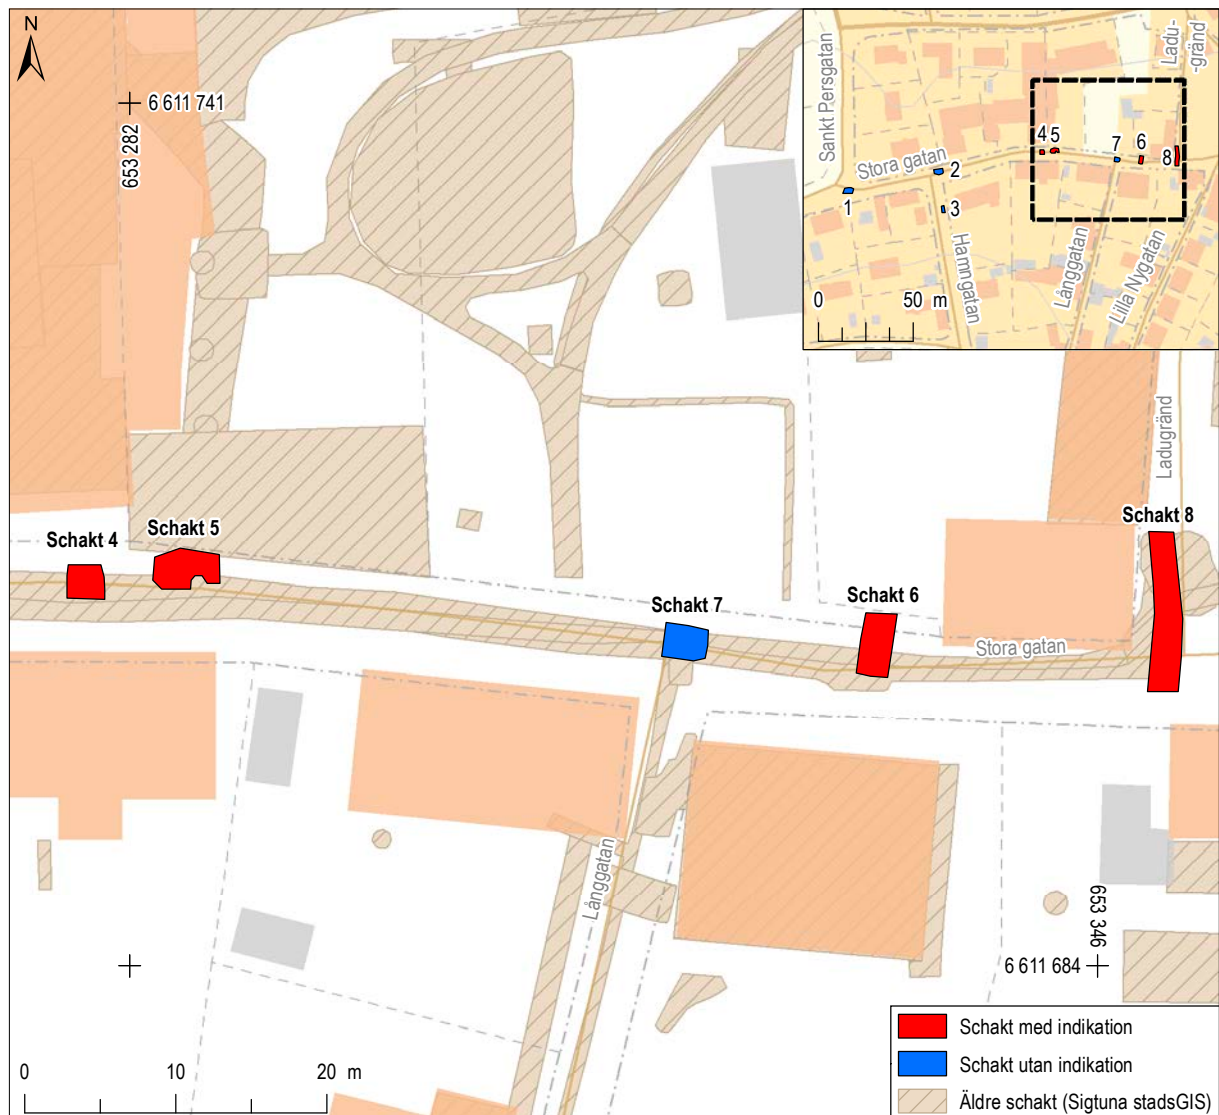 N
6 611 741
653 282
Sankt Persgatan
Stora gatan
Ladu-
-gränd
4 5
7 6
8
2
1
3
Hamngatan
Långgatan
Lilla Nygatan
0 50 m
Ladugränd
Schakt 4
Schakt 5
Schakt 8
Schakt 6
Schakt 7
Stora gatan
Långgatan
653 346
6 611 684
0 10 20 m
Schakt med indikation
Schakt utan indikation
Äldre schakt (Sigtuna stadsGIS)